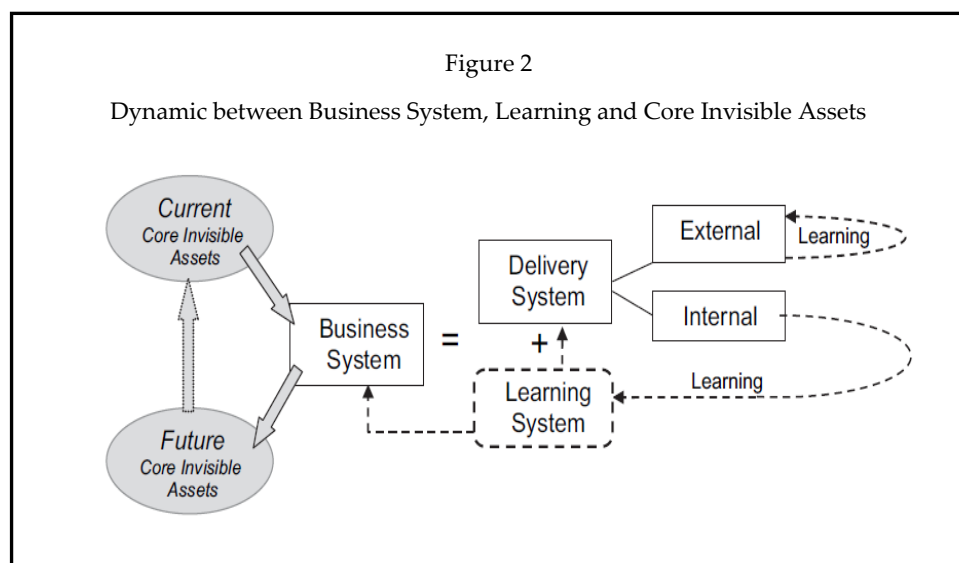 Figure 2
Dynamic between Business System, Learning and Core Invisible Assets
Current
Core Invisible
Assets
Business
System
Future
Core Invisible
Assets
=
Delivery
System
+
Learning
System
External
Learning
Internal
Learning